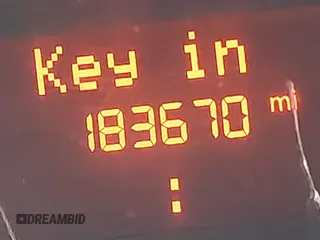 Key in
183670 mi
:
DREAMBID